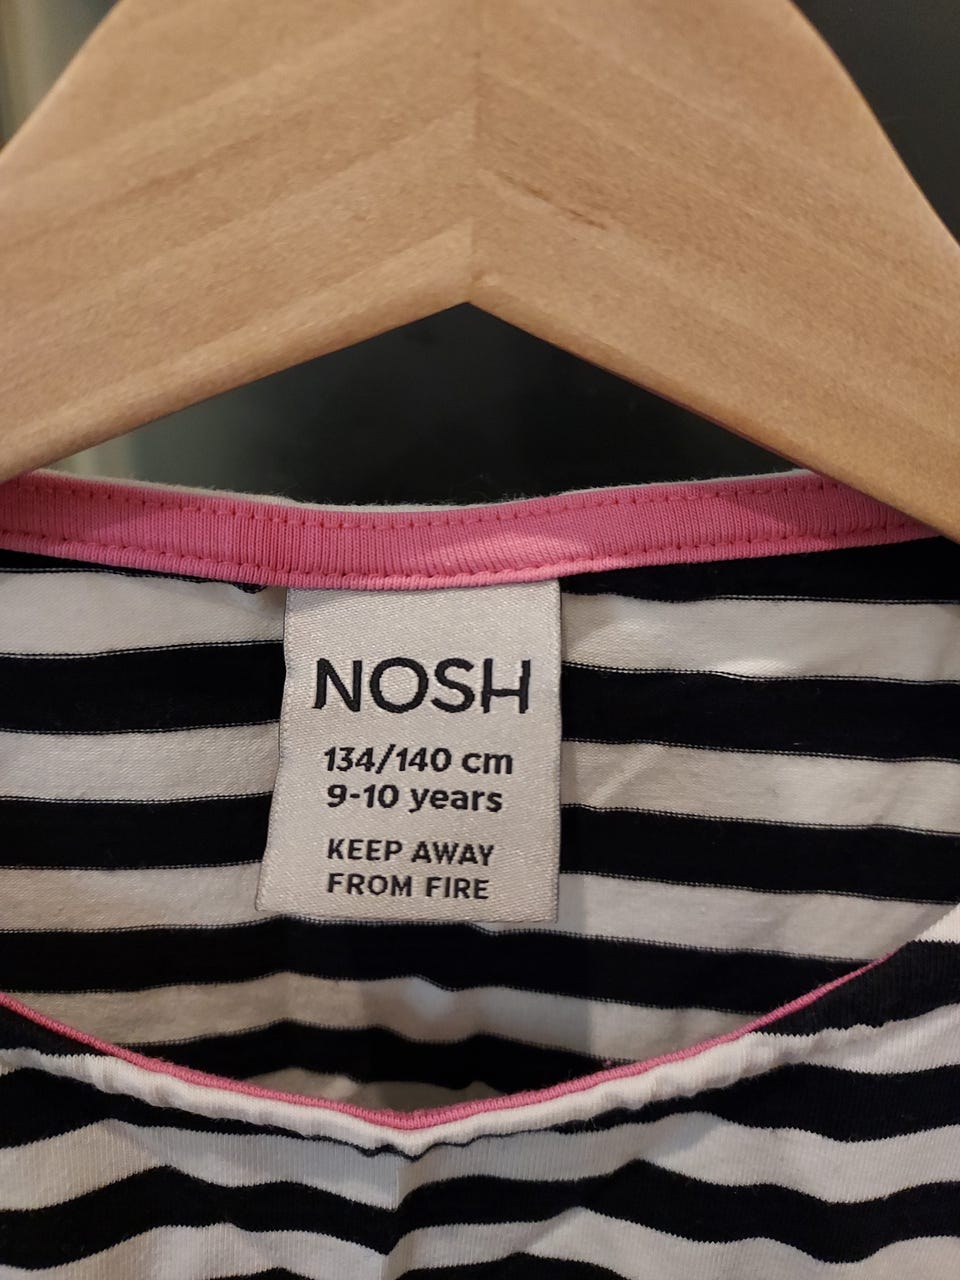 NOSH
134/140 cm
9-10 years
KEEP AWAY
FROM FIRE